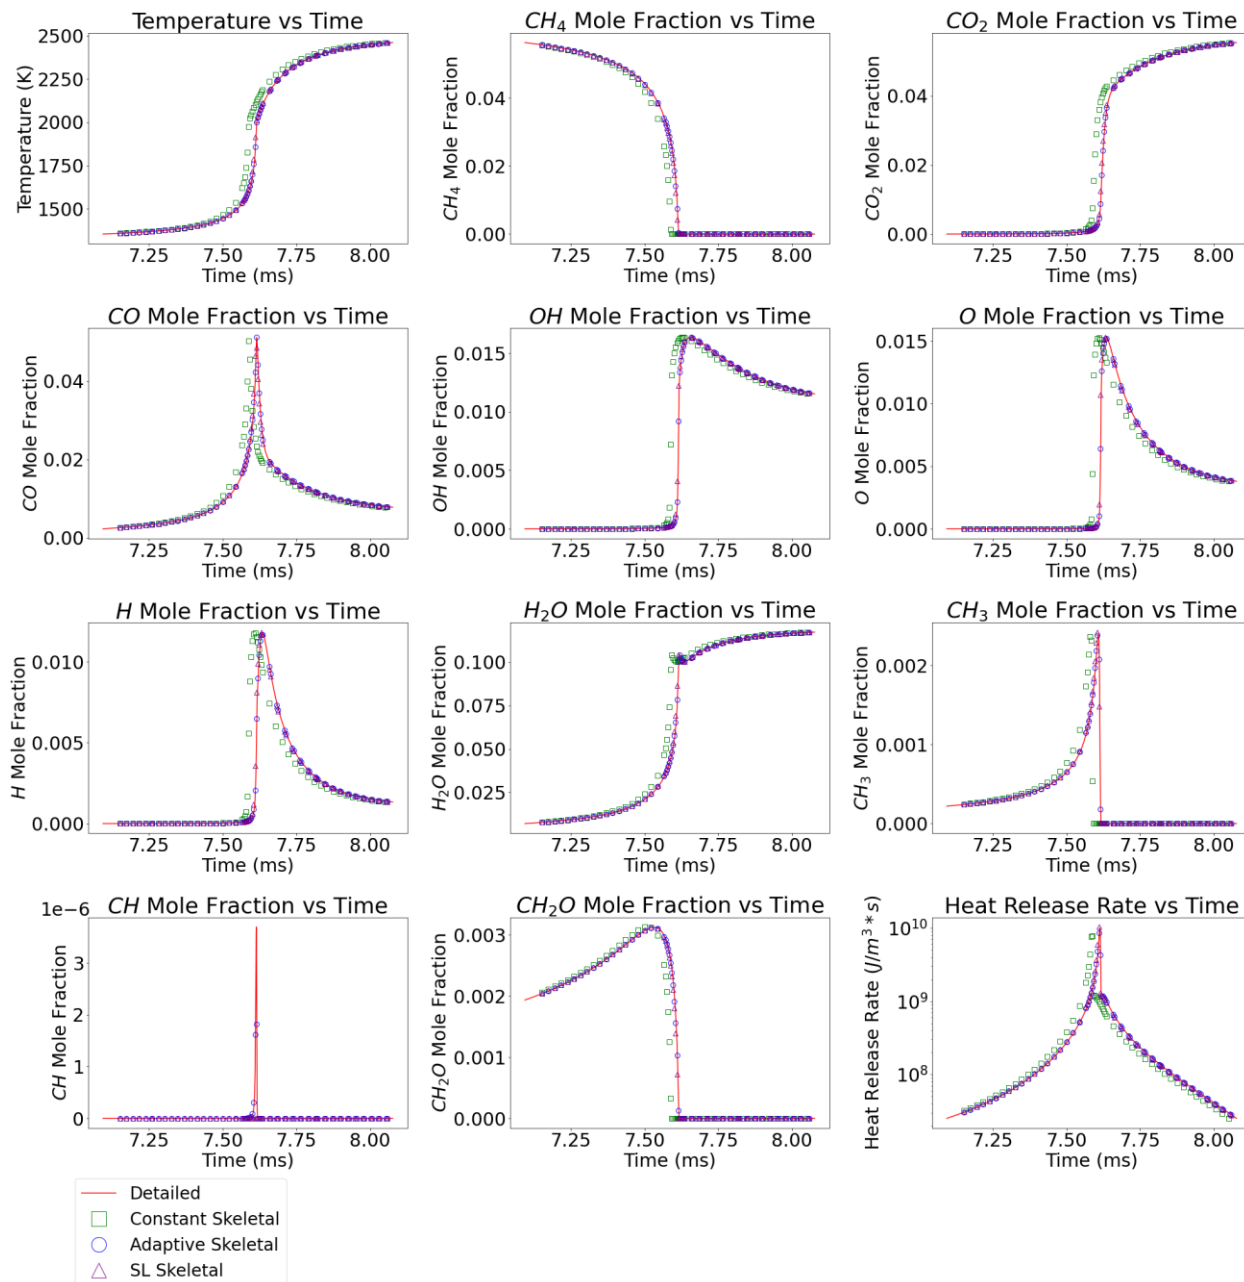 Temperature vs Time
2500
2250
2000
1750
1500
Temperature (K)
7.25 7.50 7.75 8.00
Time (ms)
CH₄ Mole Fraction vs Time
0.04
0.02
0.00
CH₄ Mole Fraction
7.25 7.50 7.75 8.00
Time (ms)
CO₂ Mole Fraction vs Time
0.04
0.02
0.00
CO₂ Mole Fraction
7.25 7.50 7.75 8.00
Time (ms)
CO Mole Fraction vs Time
0.04
0.02
0.00
CO Mole Fraction
7.25 7.50 7.75 8.00
Time (ms)
OH Mole Fraction vs Time
0.015
0.010
0.005
0.000
OH Mole Fraction
7.25 7.50 7.75 8.00
Time (ms)
O Mole Fraction vs Time
0.015
0.010
0.005
0.000
O Mole Fraction
7.25 7.50 7.75 8.00
Time (ms)
H Mole Fraction vs Time
0.010
0.005
0.000
H Mole Fraction
7.25 7.50 7.75 8.00
Time (ms)
H₂O Mole Fraction vs Time
0.100
0.075
0.050
0.025
H₂O Mole Fraction
7.25 7.50 7.75 8.00
Time (ms)
CH₃ Mole Fraction vs Time
0.002
0.001
0.000
CH₃ Mole Fraction
7.25 7.50 7.75 8.00
Time (ms)
CH Mole Fraction vs Time
1e-6
3
2
1
0
CH Mole Fraction
7.25 7.50 7.75 8.00
Time (ms)
CH₂O Mole Fraction vs Time
0.003
0.002
0.001
0.000
CH₂O Mole Fraction
7.25 7.50 7.75 8.00
Time (ms)
Heat Release Rate vs Time
10¹⁰
10⁹
10⁸
Heat Release Rate (J/m³*s)
7.25 7.50 7.75 8.00
Time (ms)
Detailed
Constant Skeletal
Adaptive Skeletal
SL Skeletal